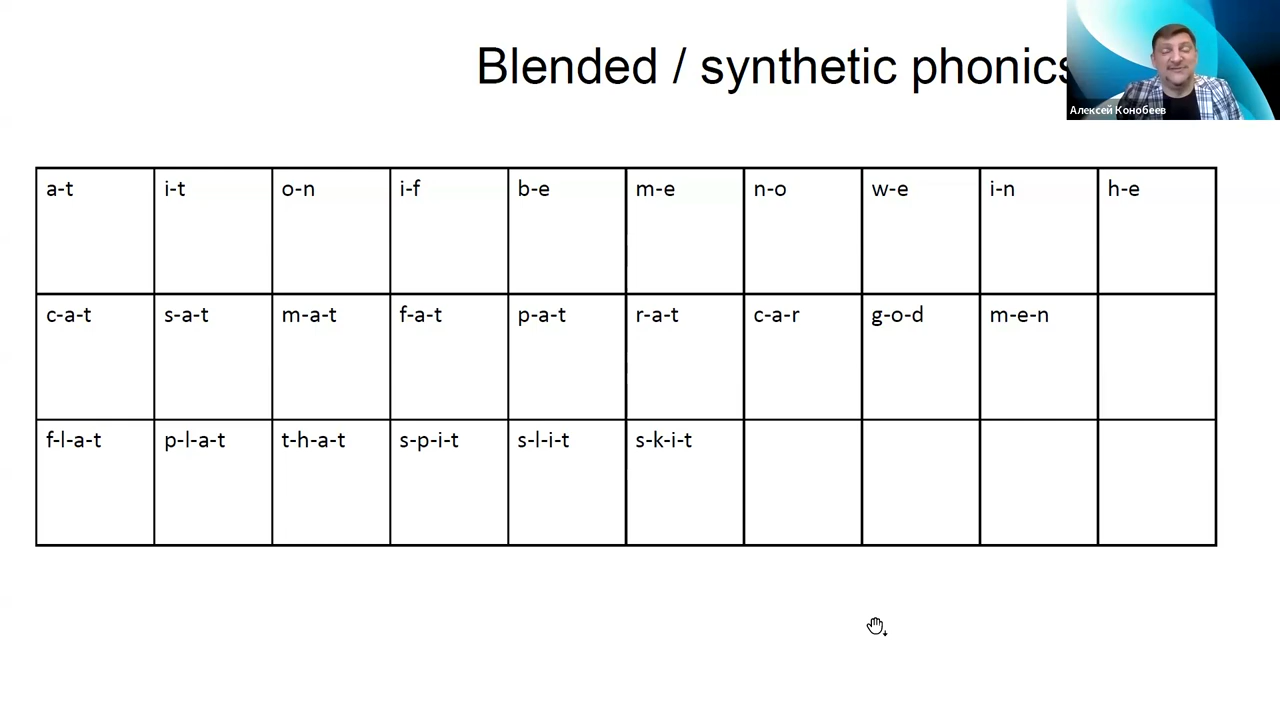 Blended / synthetic phonics
Алексей Конобеев
a-t i-t o-n i-f b-e m-e n-o w-e i-n h-e
c-a-t s-a-t m-a-t f-a-t p-a-t r-a-t c-a-r g-o-d m-e-n
f-l-a-t p-l-a-t t-h-a-t s-p-i-t s-l-i-t s-k-i-t